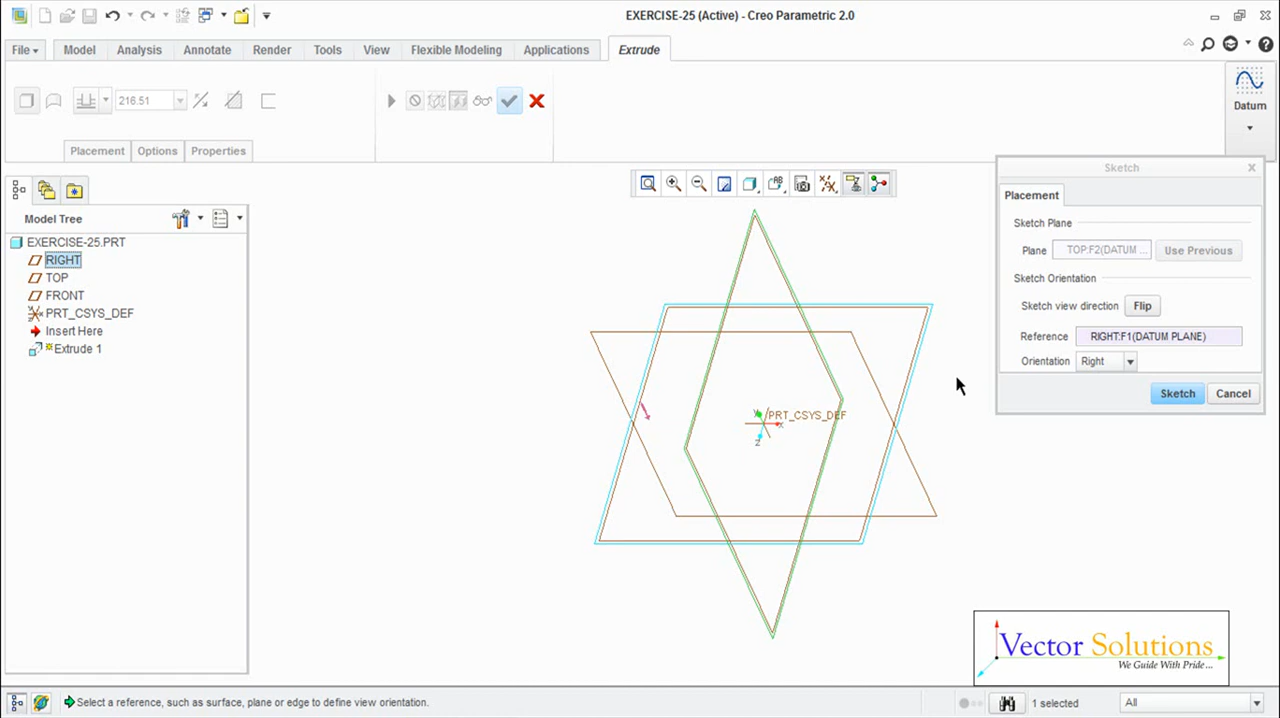 EXERCISE-25 (Active) - Creo Parametric 2.0
File Model Analysis Annotate Render Tools View Flexible Modeling Applications Extrude
216.51
Datum
Placement Options Properties
Model Tree
EXERCISE-25.PRT
RIGHT
TOP
FRONT
PRT_CSYS_DEF
Insert Here
Extrude 1
PRT_CSYS_DEF
Y
X
Z
Sketch
Placement
Sketch Plane
Plane TOP:F2(DATUM ... Use Previous
Sketch Orientation
Sketch view direction Flip
Reference RIGHT:F1(DATUM PLANE)
Orientation Right
Sketch Cancel
Vector Solutions
We Guide With Pride...
Select a reference, such as surface, plane or edge to define view orientation.
1 selected
All